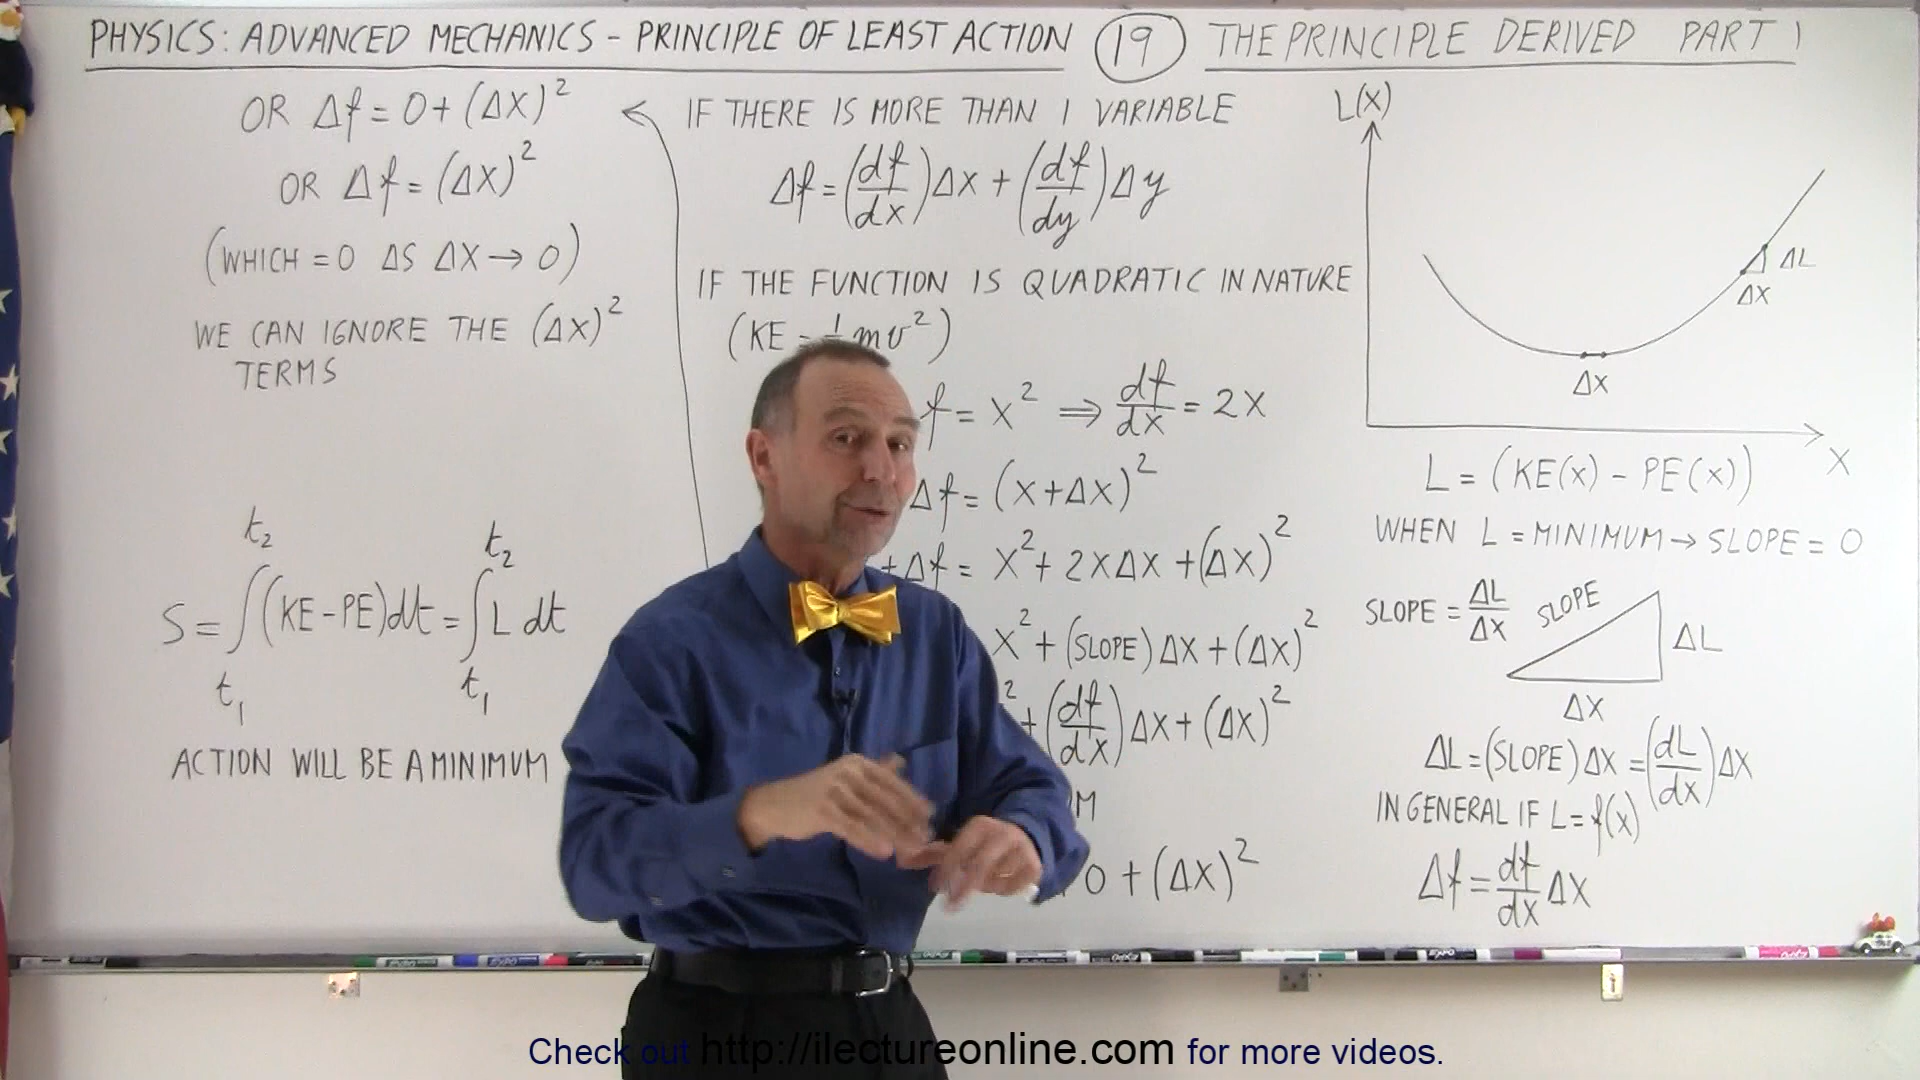 PHYSICS: ADVANCED MECHANICS - PRINCIPLE OF LEAST ACTION (19) THE PRINCIPLE DERIVED PART 1
OR Δf = 0 + (ΔX)²
OR Δf = (ΔX)²
(WHICH = 0 ΔS ΔX → 0)
WE CAN IGNORE THE (ΔX)²
TERMS
S = ∫_{t₁}^{t₂} (KE - PE)dt = ∫_{t₁}^{t₂} L dt
ACTION WILL BE A MINIMUM
IF THERE IS MORE THAN 1 VARIABLE
Δf = (df/dx)ΔX + (df/dy)Δy
IF THE FUNCTION IS QUADRATIC IN NATURE
(KE = mv²)
f = X² ⇒ df/dx = 2X
Δf = (X+ΔX)²
+Δf = X² + 2XΔX + (ΔX)²
X² + (SLOPE)ΔX + (ΔX)²
² + (df/dx)ΔX + (ΔX)²
0 + (ΔX)²
L(X)
ΔL
ΔX
ΔX
X
L = (KE(x) - PE(x))
WHEN L = MINIMUM → SLOPE = 0
SLOPE = ΔL/ΔX
SLOPE
ΔL
ΔX
ΔL = (SLOPE)ΔX = (dL/dx)ΔX
IN GENERAL IF L = f(x)
Δf = df/dx ΔX
Check out http://ilectureonline.com for more videos.